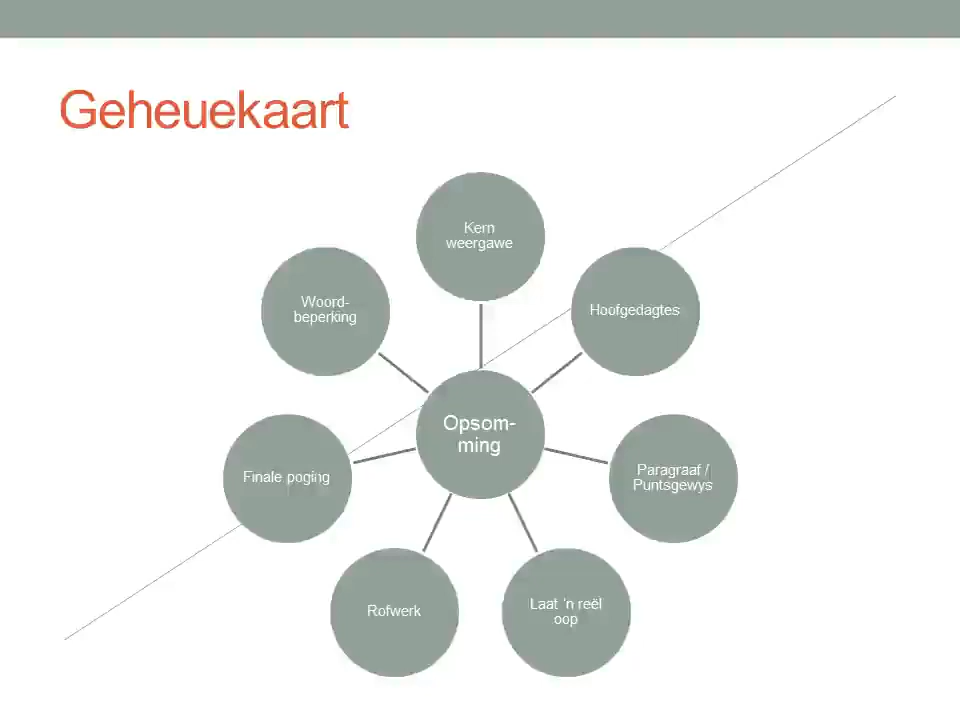 Geheuekaart
Kern
weergawe
Hoofgedagtes
Paragraaf /
Puntsgewys
Laat 'n reël
oop
Rofwerk
Finale poging
Woord-
beperking
Opsom-
ming